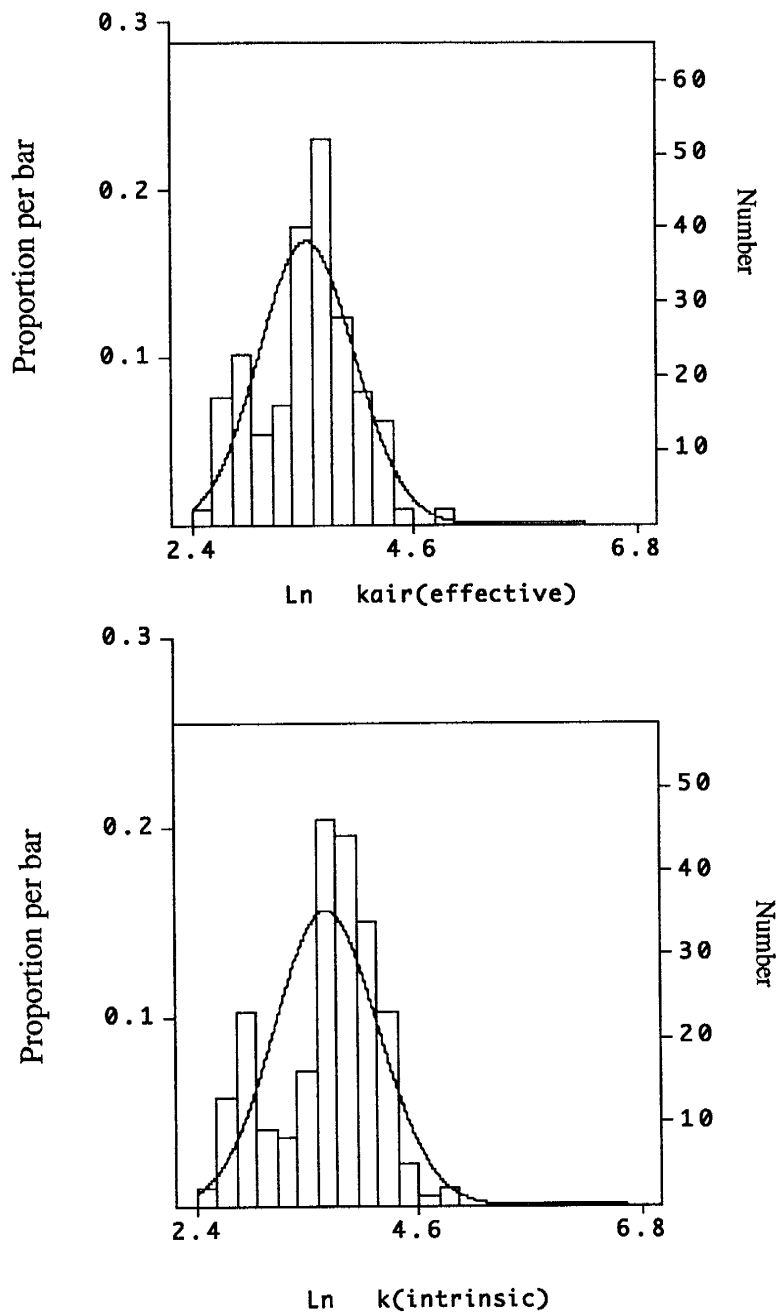 0.3
60
50
0.2
40
30
0.1
20
10
Proportion per bar
Number
2.4 4.6 6.8
Ln kair(effective)
0.3
50
0.2
40
30
0.1
20
10
Proportion per bar
Number
2.4 4.6 6.8
Ln k(intrinsic)